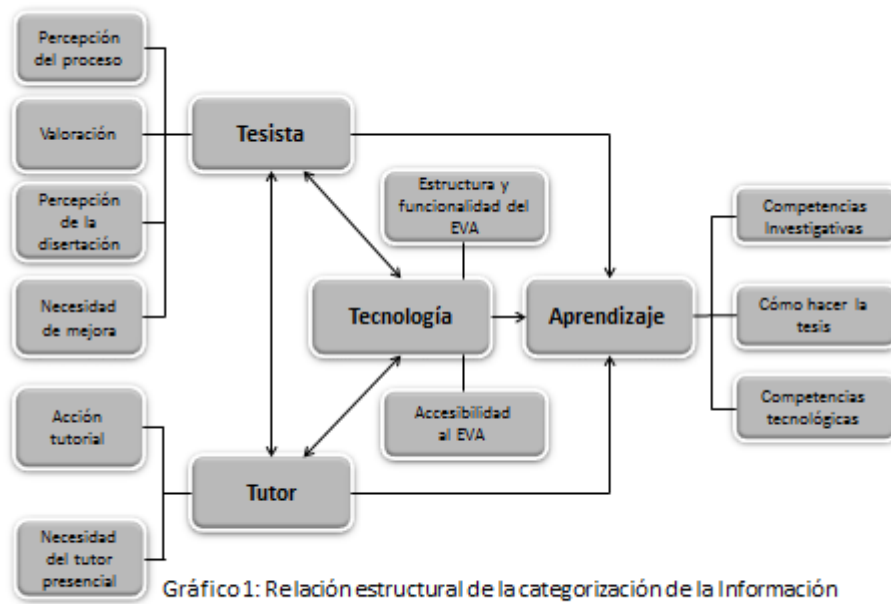 Percepción
del proceso
Valoración
Percepción
de la
disertación
Necesidad
de mejora
Acción
tutorial
Necesidad
del tutor
presencial
Tesista
Tutor
Estructura y
funcionalidad del
EVA
Tecnología
Accesibilidad
al EVA
Aprendizaje
Competencias
Investigativas
Cómo hacer la
tesis
Competencias
tecnológicas
Gráfico 1: Relación estructural de la categorización de la Información